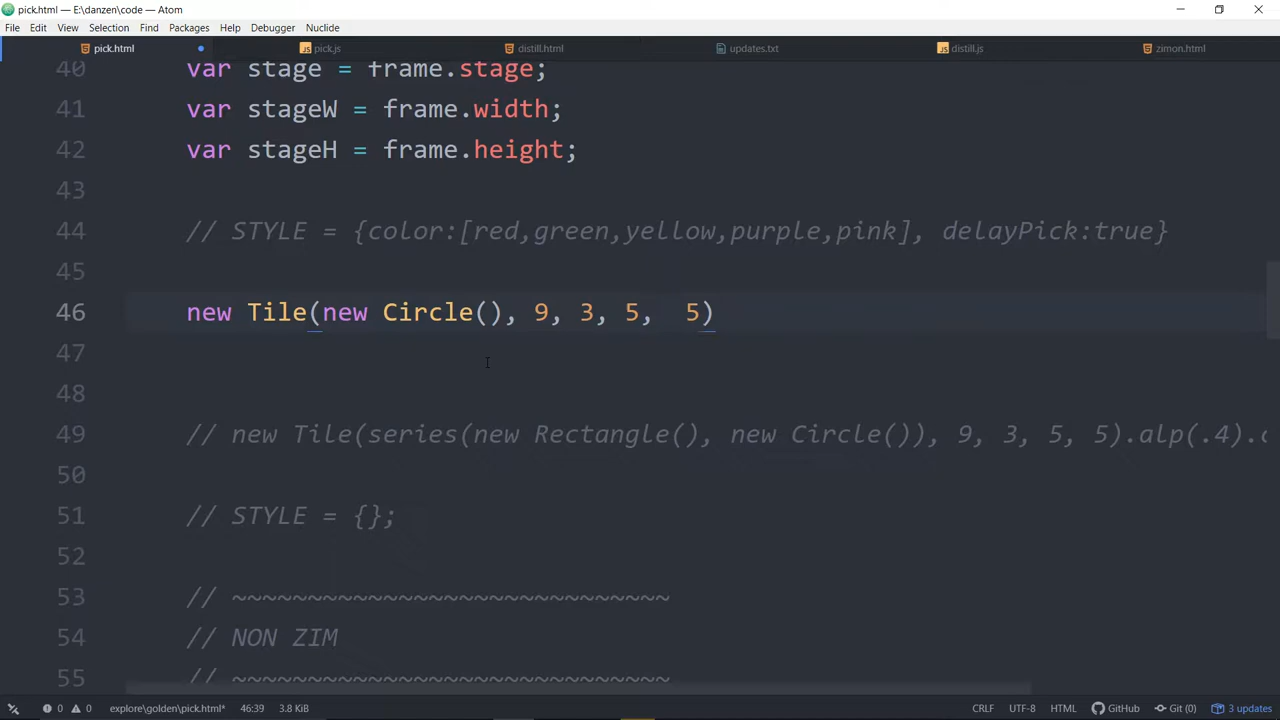 pick.html — E:\danzen\code — Atom
File Edit View Selection Find Packages Help Debugger Nuclide
pick.html pick.js distill.html updates.txt distill.js zimon.html
40 var stage = frame.stage;
41 var stageW = frame.width;
42 var stageH = frame.height;
43
44 // STYLE = {color:[red,green,yellow,purple,pink], delayPick:true}
45
46 new Tile(new Circle(), 9, 3, 5,  5)
47
48
49 // new Tile(series(new Rectangle(), new Circle()), 9, 3, 5, 5).alp(.4).c
50
51 // STYLE = {};
52
53 // ~~~~~~~~~~~~~~~~~~~~~~~~~~~~~
54 // NON ZIM
55 // ~~~~~~~~~~~~~~~~~~~~~~~~~~~~~
0 0 explore\golden\pick.html* 46:39 3.8 KiB CRLF UTF-8 HTML GitHub Git (0) 3 updates